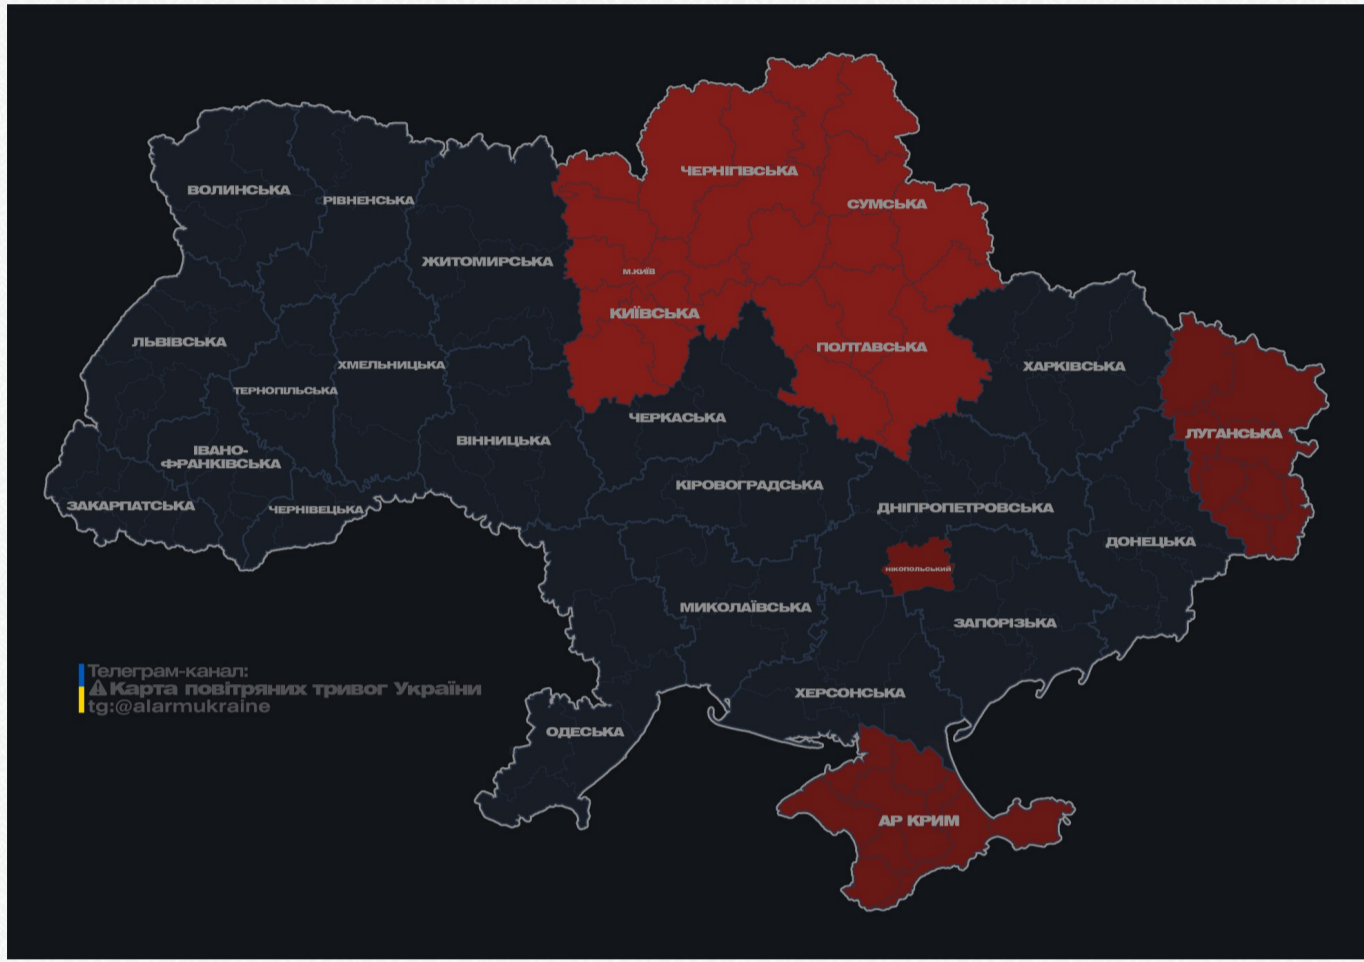 ЧЕРНІГІВСЬКА
ВОЛИНСЬКА
РІВНЕНСЬКА
СУМСЬКА
ЖИТОМИРСЬКА
М.КИЇВ
КИЇВСЬКА
ЛЬВІВСЬКА
ПОЛТАВСЬКА
ХМЕЛЬНИЦЬКА
ХАРКІВСЬКА
ТЕРНОПІЛЬСЬКА
ЧЕРКАСЬКА
ЛУГАНСЬКА
ВІННИЦЬКА
ІВАНО-
ФРАНКІВСЬКА
КІРОВОГРАДСЬКА
ЗАКАРПАТСЬКА
ЧЕРНІВЕЦЬКА
ДНІПРОПЕТРОВСЬКА
ДОНЕЦЬКА
НІКОПОЛЬСЬКИЙ
МИКОЛАЇВСЬКА
ЗАПОРІЗЬКА
Телеграм-канал:
⚠Карта повітряних тривог України
tg:@alarmukraine
ХЕРСОНСЬКА
ОДЕСЬКА
АР КРИМ